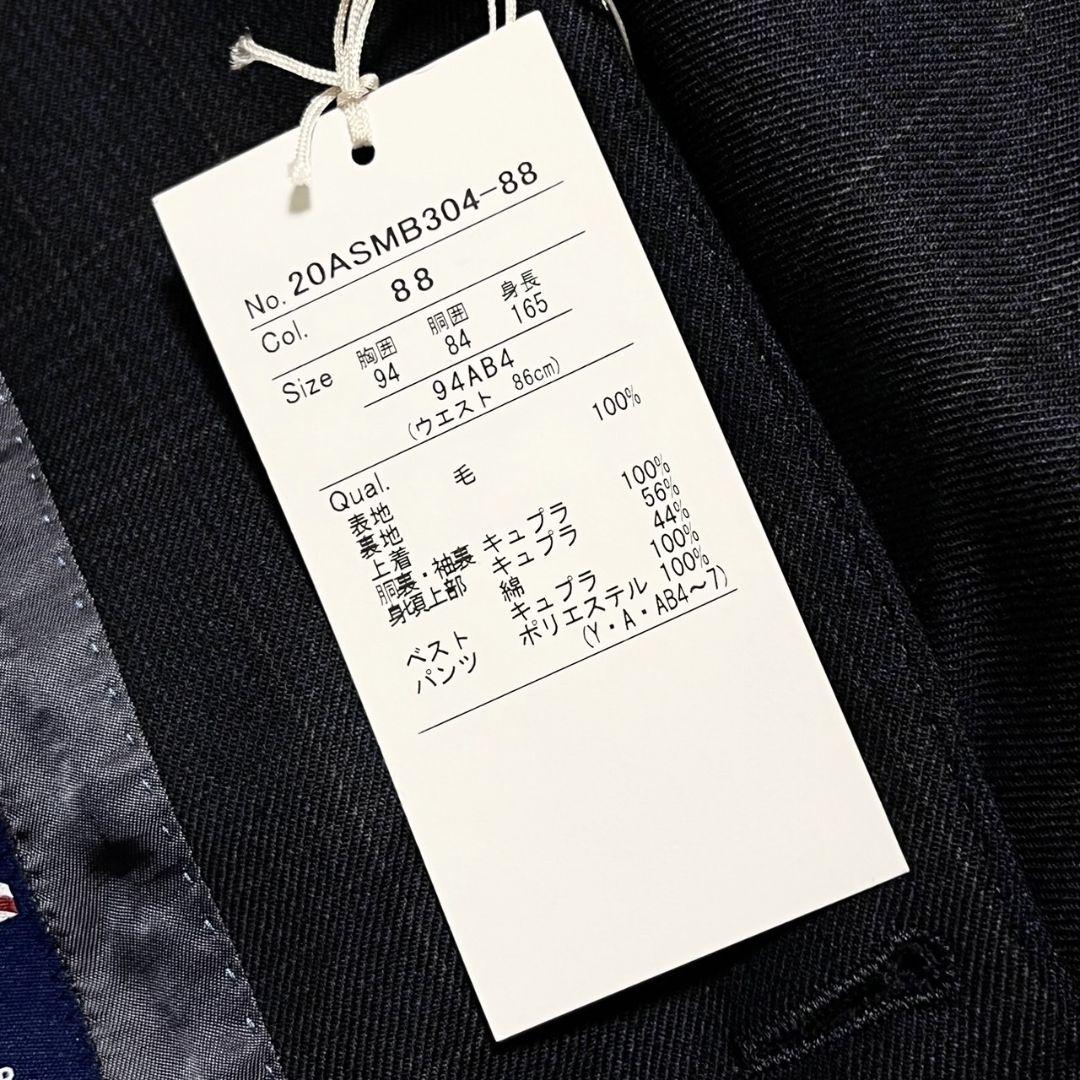 No. 20ASMB304-88
Col. 88
胸囲 胴囲 身長
Size 94 84 165
94AB4
(ウエスト 86cm)
Qual.
表地 毛 100%
裏地
上着
胴裏・袖裏 キュプラ 100%
身頃上部 キュプラ 56%
綿 44%
ベスト キュプラ 100%
パンツ ポリエステル 100%
(Y・A・AB4～7)